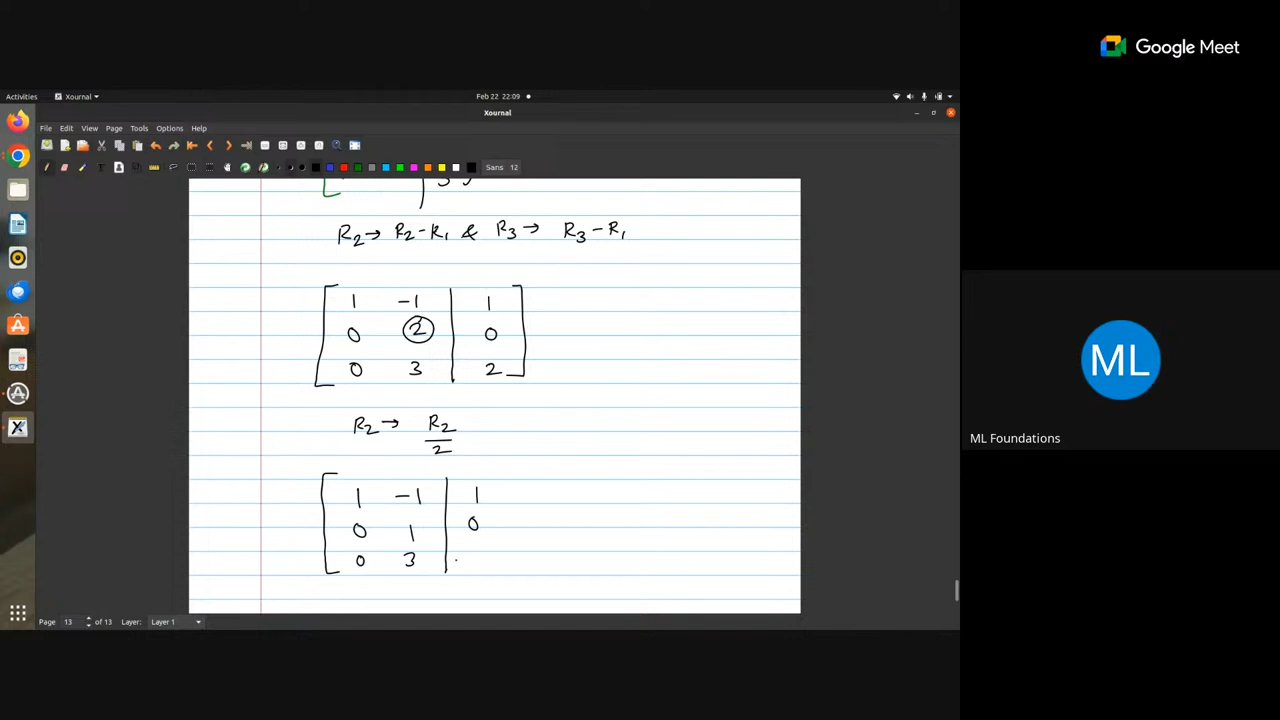 Google Meet
Activities Xournal Feb 22 22:09
Xournal
File Edit View Page Tools Options Help
Sans 12
R₂→ R₂-R₁ & R₃→ R₃-R₁
1 -1 | 1
0 2 | 0
0 3 | 2
R₂→ R₂/2
1 -1 | 1
0 1 | 0
0 3 |
ML
ML Foundations
Page 13 of 13 Layer: Layer 1